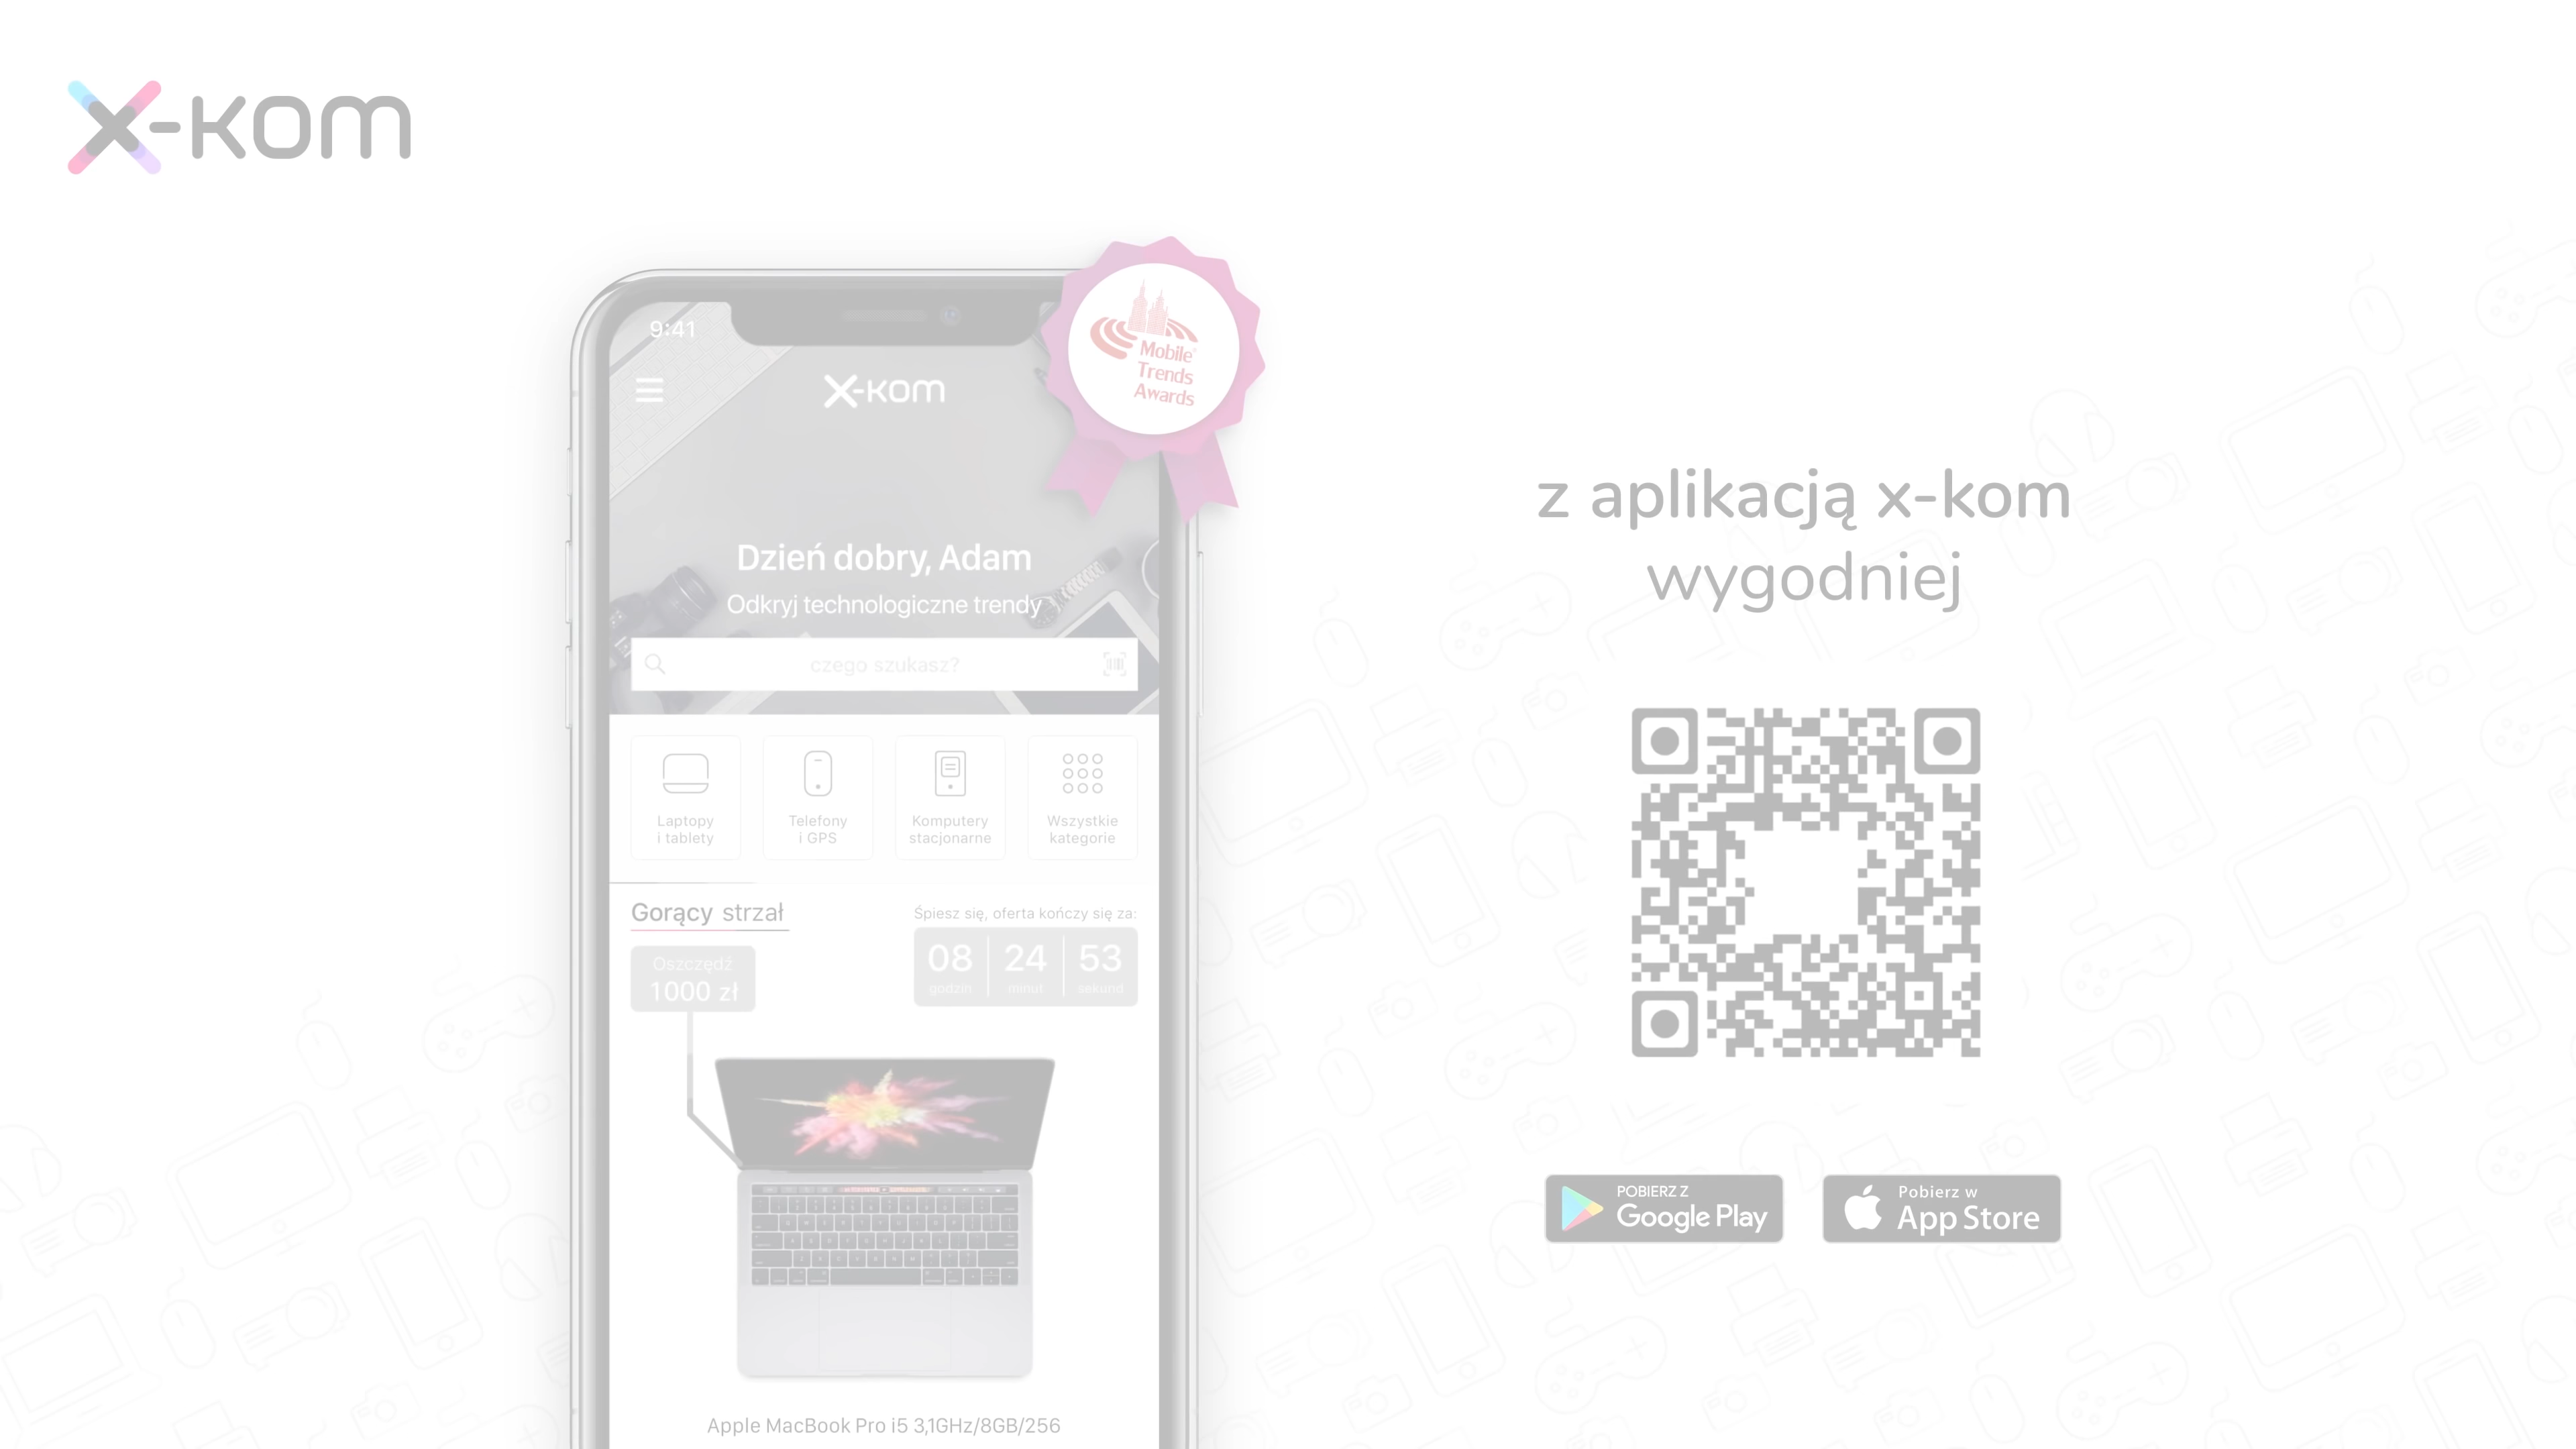 x-kom
9:41
x-kom
Mobile
Trends
Awards
Dzień dobry, Adam
Odkryj technologiczne trendy
czego szukasz?
Laptopy
i tablety
Telefony
i GPS
Komputery
stacjonarne
Wszystkie
kategorie
Gorący strzał
Śpiesz się, oferta kończy się za:
Oszczędź
1000 zł
08 24 53
godzin minut sekund
Apple MacBook Pro i5 3,1GHz/8GB/256
z aplikacją x-kom
wygodniej
POBIERZ Z
Google Play
Pobierz w
App Store